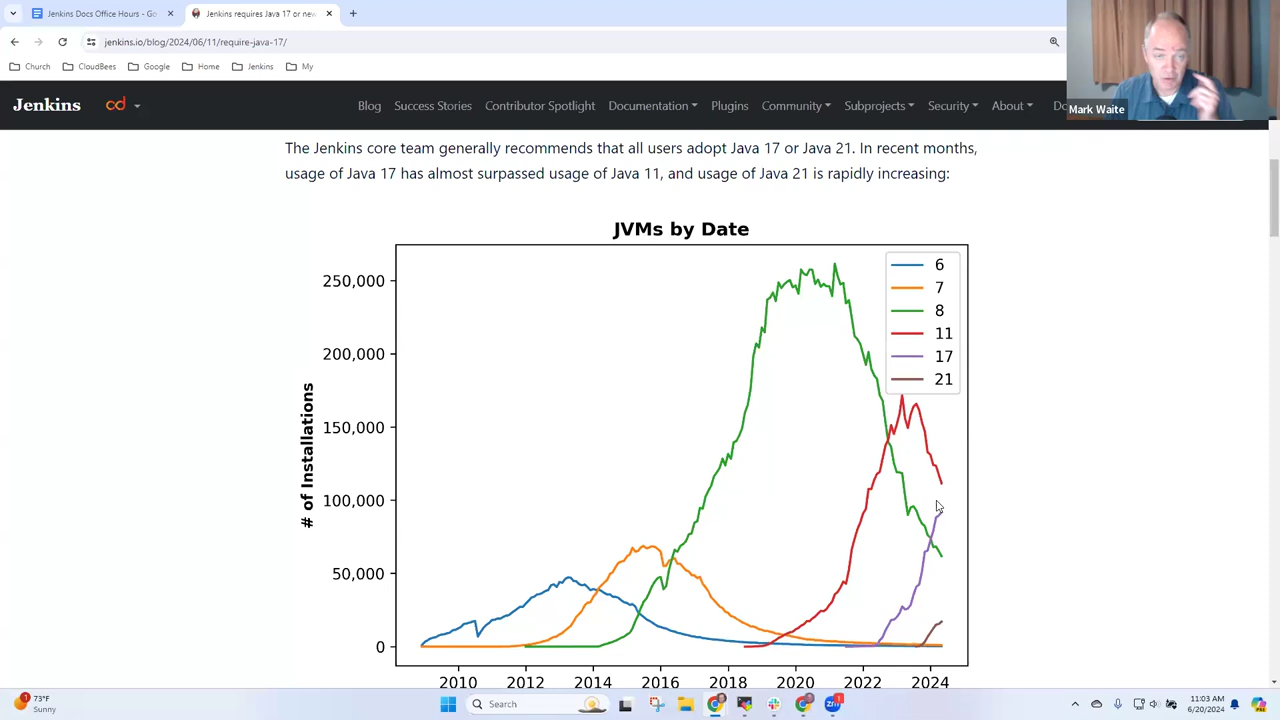 Jenkins Docs Office Hours - Go
Jenkins requires Java 17 or new
jenkins.io/blog/2024/06/11/require-java-17/
Church
CloudBees
Google
Home
Jenkins
My
Mark Waite
Jenkins
cd
Blog
Success Stories
Contributor Spotlight
Documentation
Plugins
Community
Subprojects
Security
About
Do
The Jenkins core team generally recommends that all users adopt Java 17 or Java 21. In recent months,
usage of Java 17 has almost surpassed usage of Java 11, and usage of Java 21 is rapidly increasing:
JVMs by Date
# of Installations
250,000
200,000
150,000
100,000
50,000
0
6
7
8
11
17
21
2010
2012
2014
2016
2018
2020
2022
2024
1
73°F
Sunny
Search
1
11:03 AM
6/20/2024